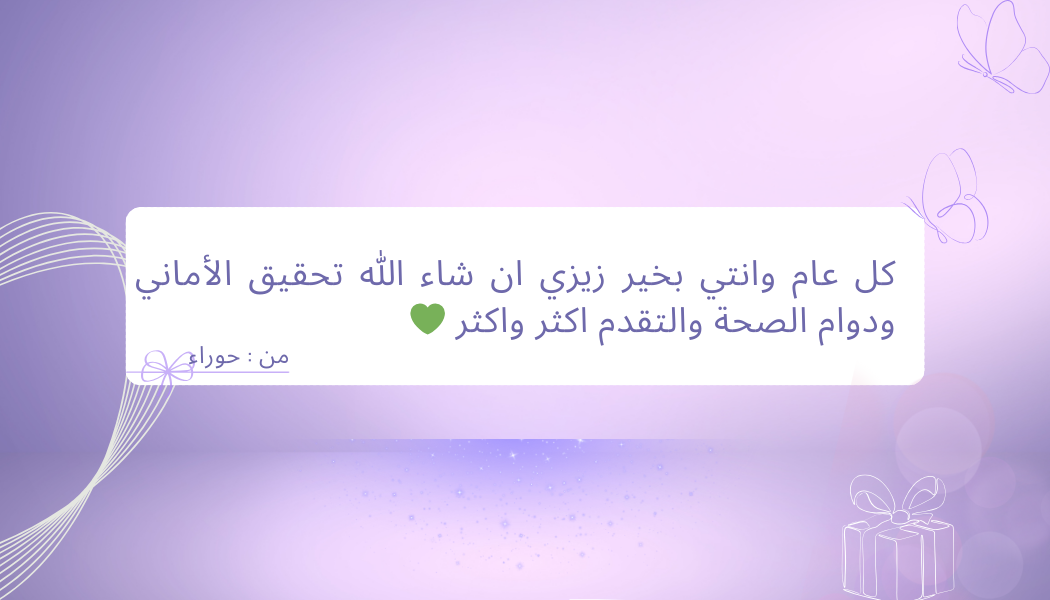 كل عام وانتي بخير زيزي ان شاء الله تحقيق الأماني
ودوام الصحة والتقدم اكثر واكثر 💚
من : حوراء